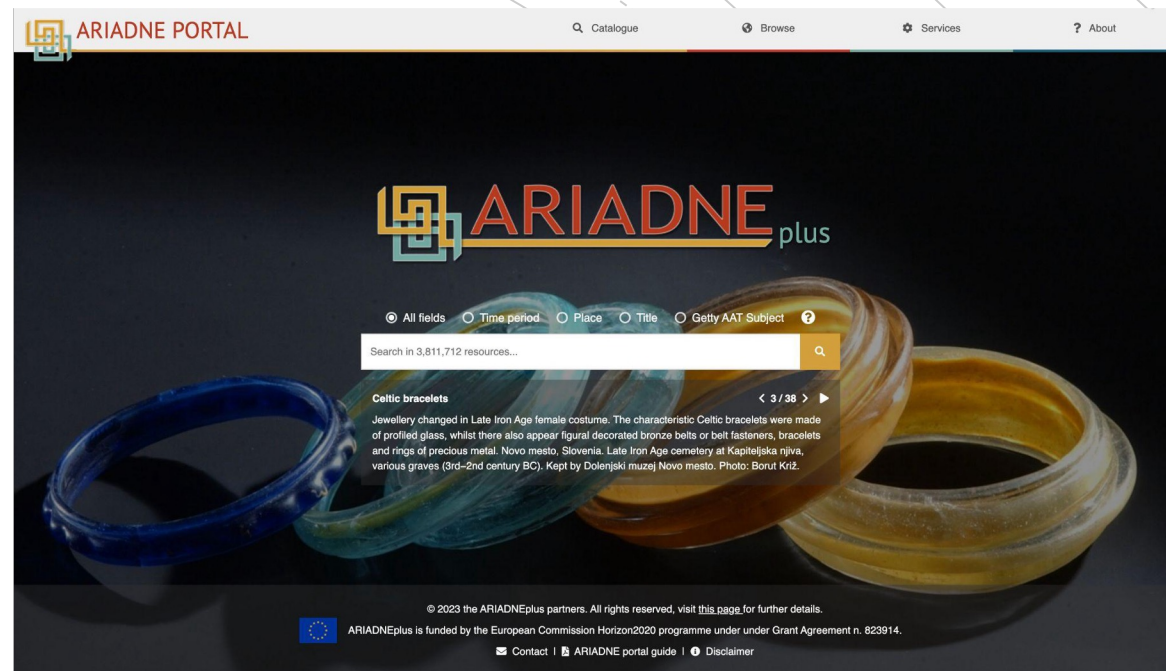 ARIADNE PORTAL
Catalogue
Browse
Services
? About
ARIADNE plus
All fields Time period Place Title Getty AAT Subject ?
Search in 3,811,712 resources...
Celtic bracelets < 3 / 38 >
Jewellery changed in Late Iron Age female costume. The characteristic Celtic bracelets were made
of profiled glass, whilst there also appear figural decorated bronze belts or belt fasteners, bracelets
and rings of precious metal. Novo mesto, Slovenia. Late Iron Age cemetery at Kapiteljska njiva,
various graves (3rd–2nd century BC). Kept by Dolenjski muzej Novo mesto. Photo: Borut Križ.
© 2023 the ARIADNEplus partners. All rights reserved, visit this page for further details.
ARIADNEplus is funded by the European Commission Horizon2020 programme under under Grant Agreement n. 823914.
Contact | ARIADNE portal guide | Disclaimer